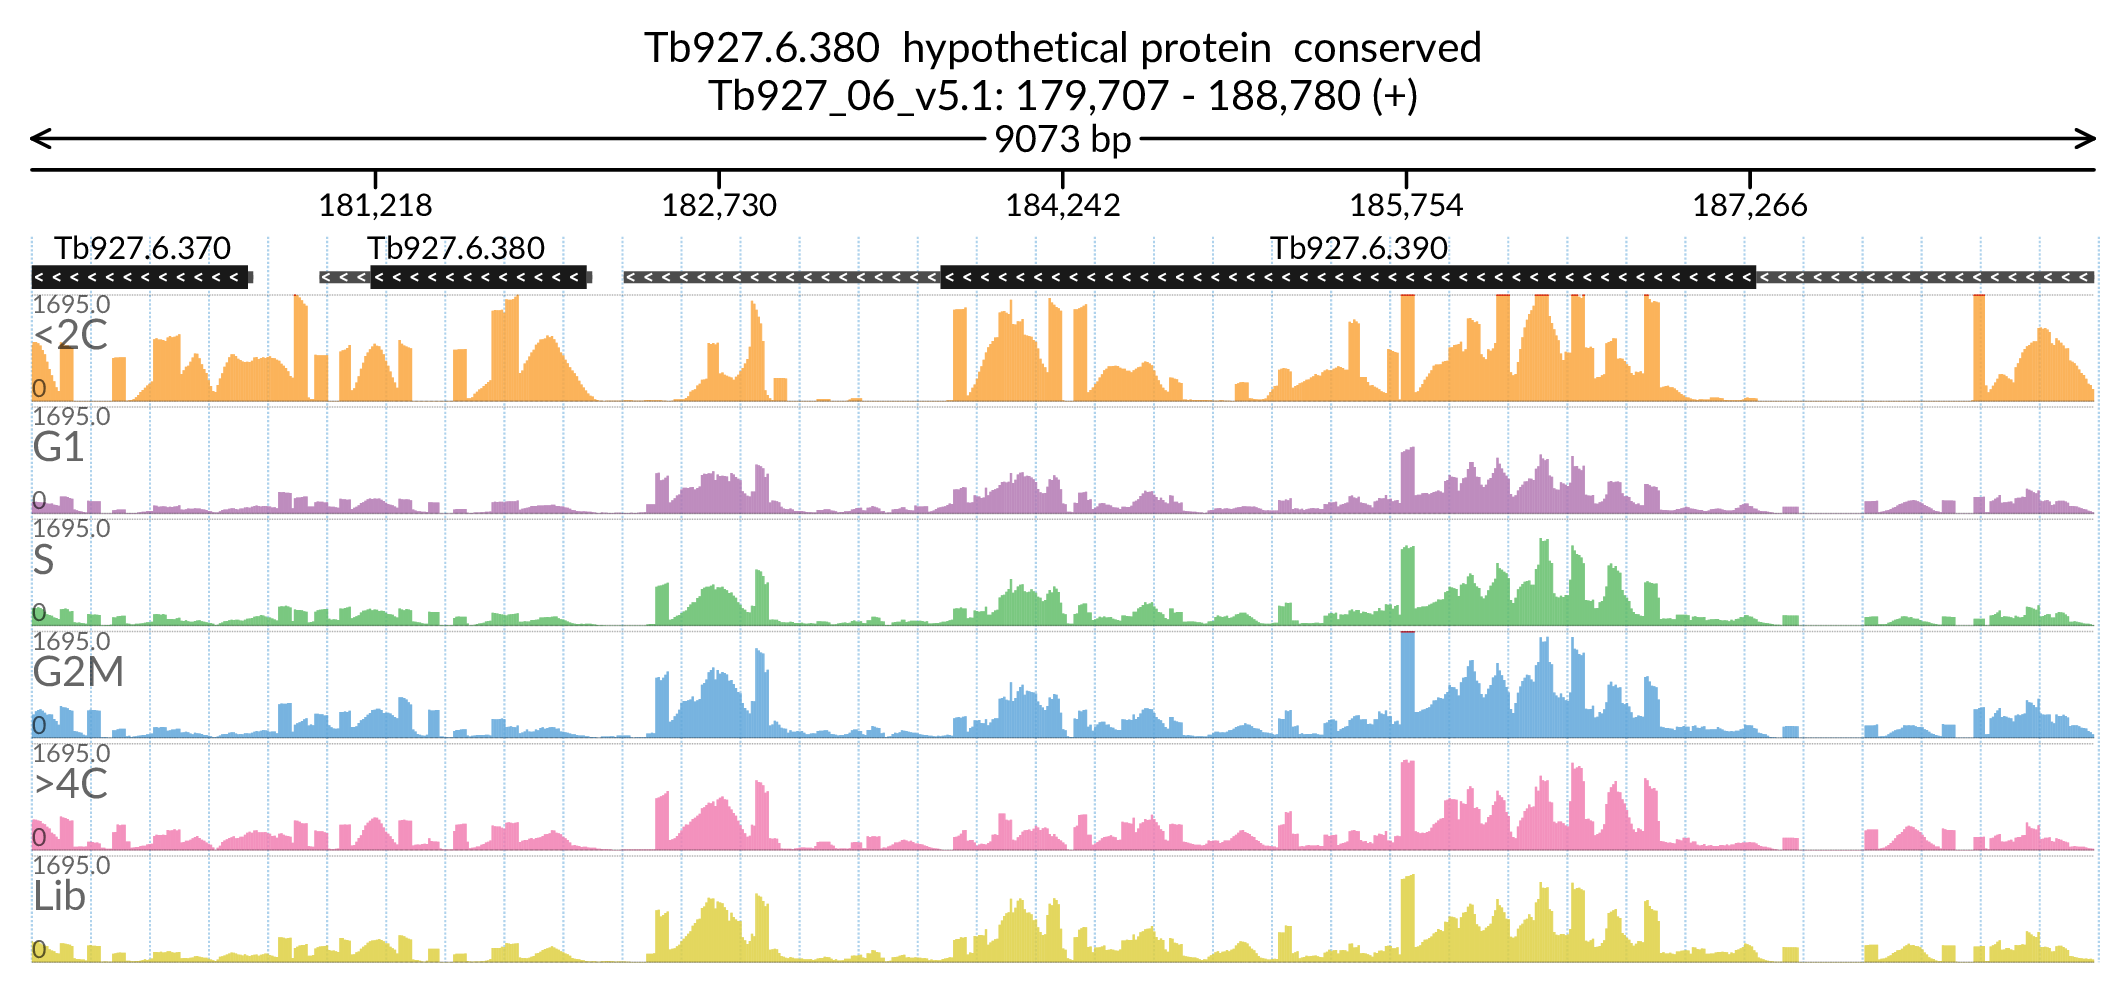 Tb927.6.380  hypothetical protein  conserved
Tb927_06_v5.1: 179,707 - 188,780 (+)
9073 bp
181,218 182,730 184,242 185,754 187,266
Tb927.6.370 Tb927.6.380 Tb927.6.390
1695.0
<2C
0
1695.0
G1
0
1695.0
S
0
1695.0
G2M
0
1695.0
>4C
0
1695.0
Lib
0